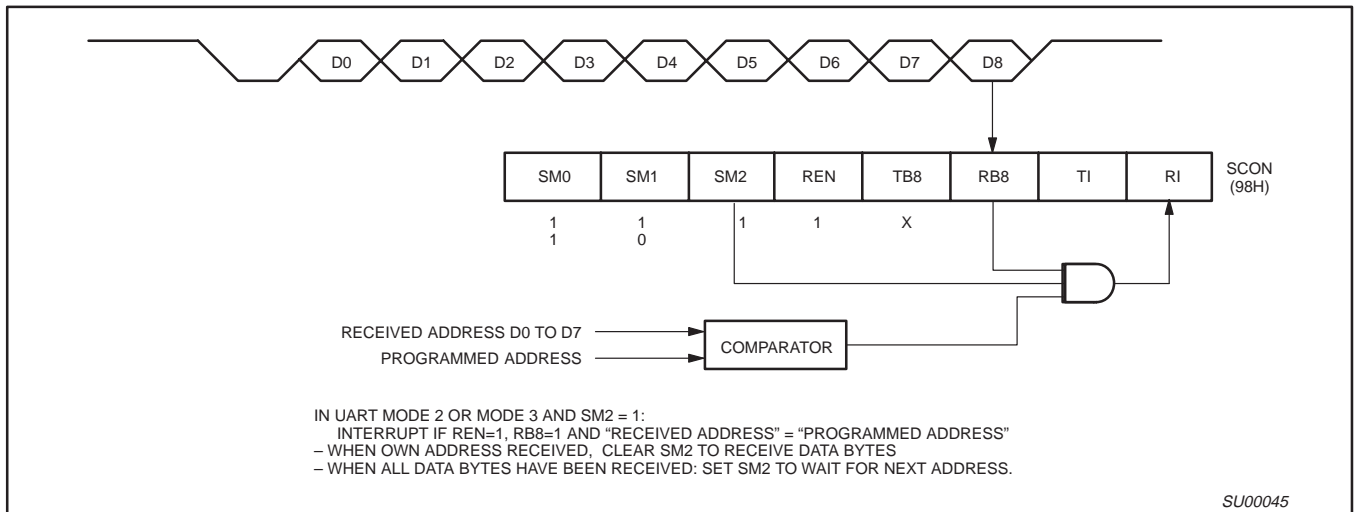 D0 D1 D2 D3 D4 D5 D6 D7 D8
SM0 SM1 SM2 REN TB8 RB8 TI RI
SCON
(98H)
1 1 1 1 X
1 0
RECEIVED ADDRESS D0 TO D7
PROGRAMMED ADDRESS
COMPARATOR
IN UART MODE 2 OR MODE 3 AND SM2 = 1:
INTERRUPT IF REN=1, RB8=1 AND “RECEIVED ADDRESS” = “PROGRAMMED ADDRESS”
– WHEN OWN ADDRESS RECEIVED, CLEAR SM2 TO RECEIVE DATA BYTES
– WHEN ALL DATA BYTES HAVE BEEN RECEIVED: SET SM2 TO WAIT FOR NEXT ADDRESS.
SU00045